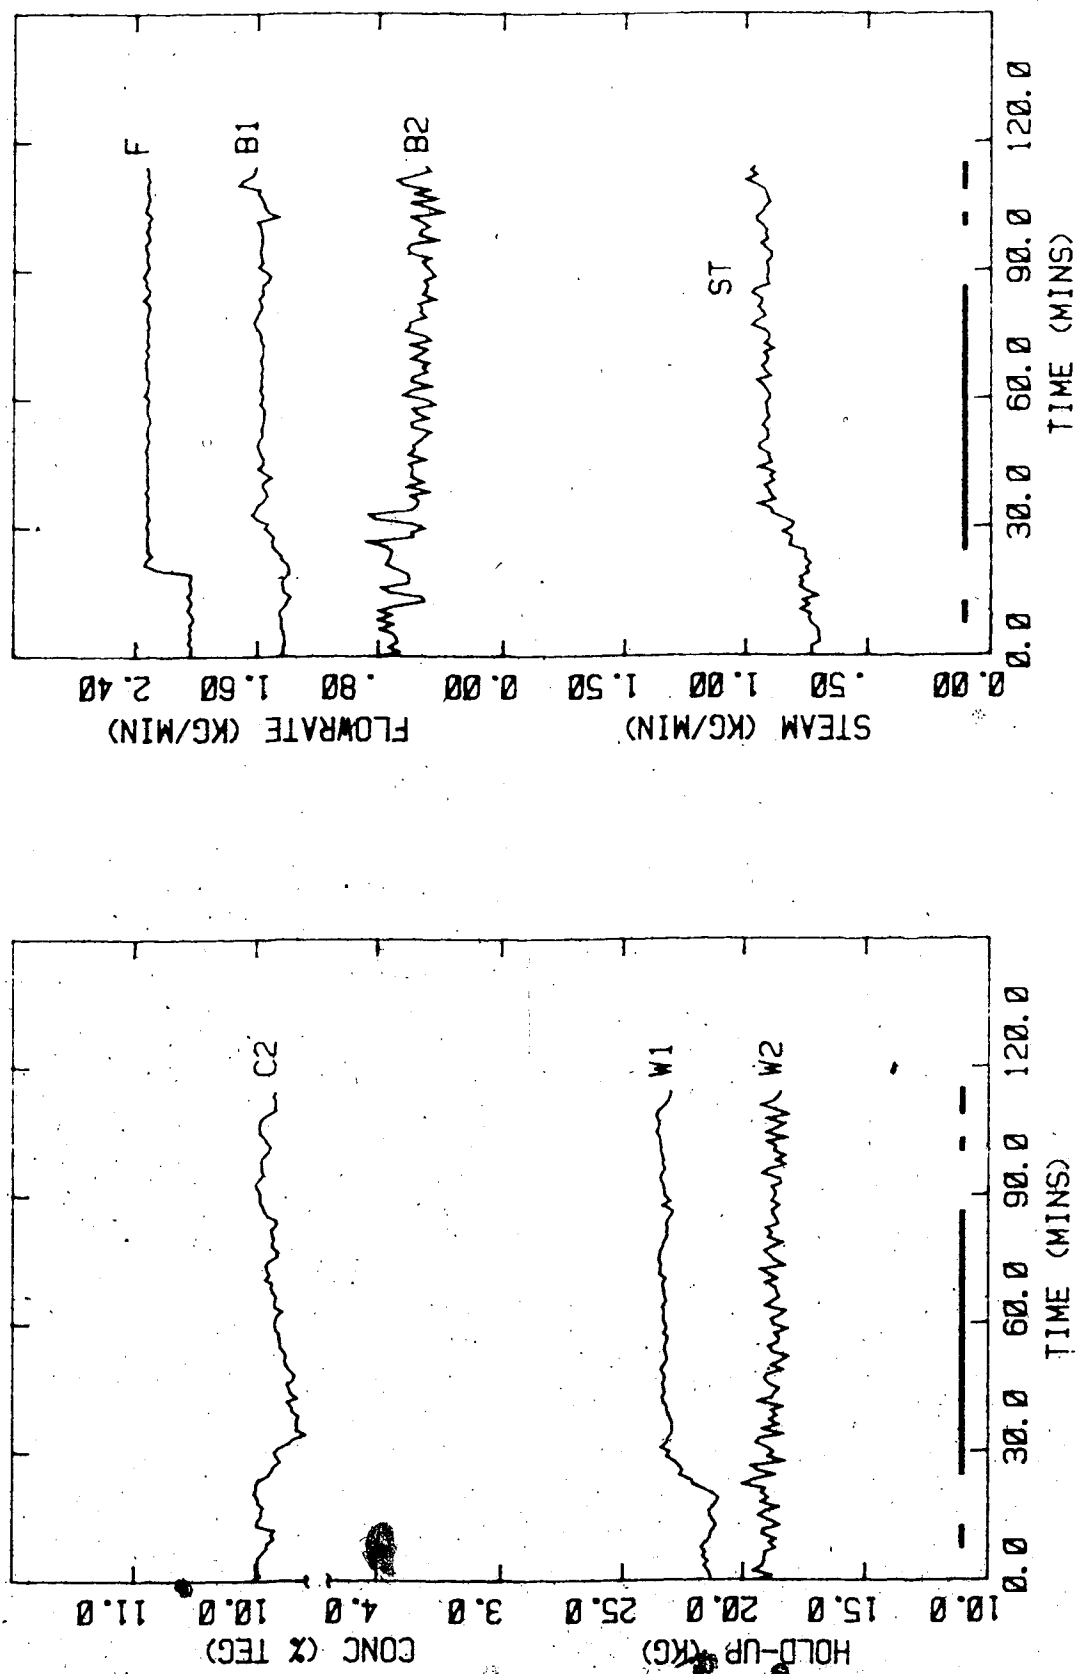 F
B1
B2
ST
2.40
1.60
.80
0.00
1.50
1.00
.50
0.00
FLOWRATE (KG/MIN)
STEAM (KG/MIN)
0.0 30.0 60.0 90.0 120.0
TIME (MINS)
C2
W1
W2
11.0
10.0
4.0
3.0
25.0
20.0
15.0
10.0
CONC (% TEG)
HOLD-UP (KG)
0.0 30.0 60.0 90.0 120.0
TIME (MINS)